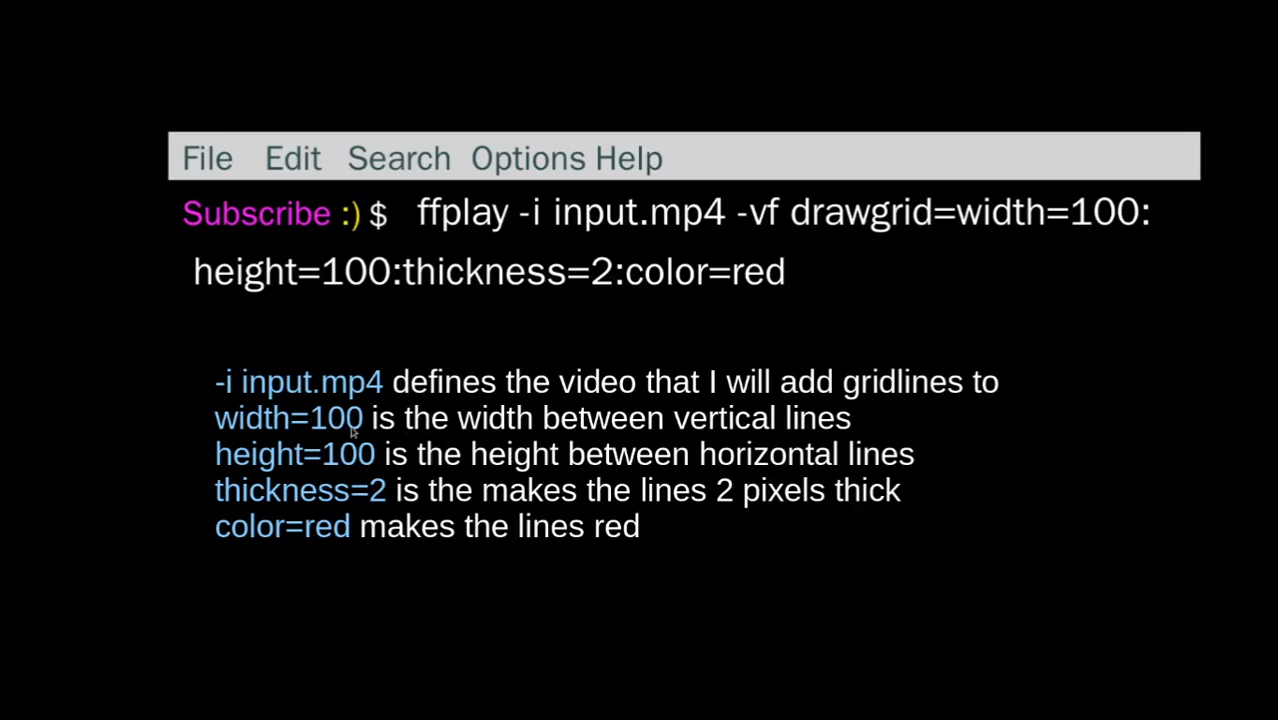 File Edit Search Options Help
Subscribe :) $ ffplay -i input.mp4 -vf drawgrid=width=100:
height=100:thickness=2:color=red
-i input.mp4 defines the video that I will add gridlines to
width=100 is the width between vertical lines
height=100 is the height between horizontal lines
thickness=2 is the makes the lines 2 pixels thick
color=red makes the lines red